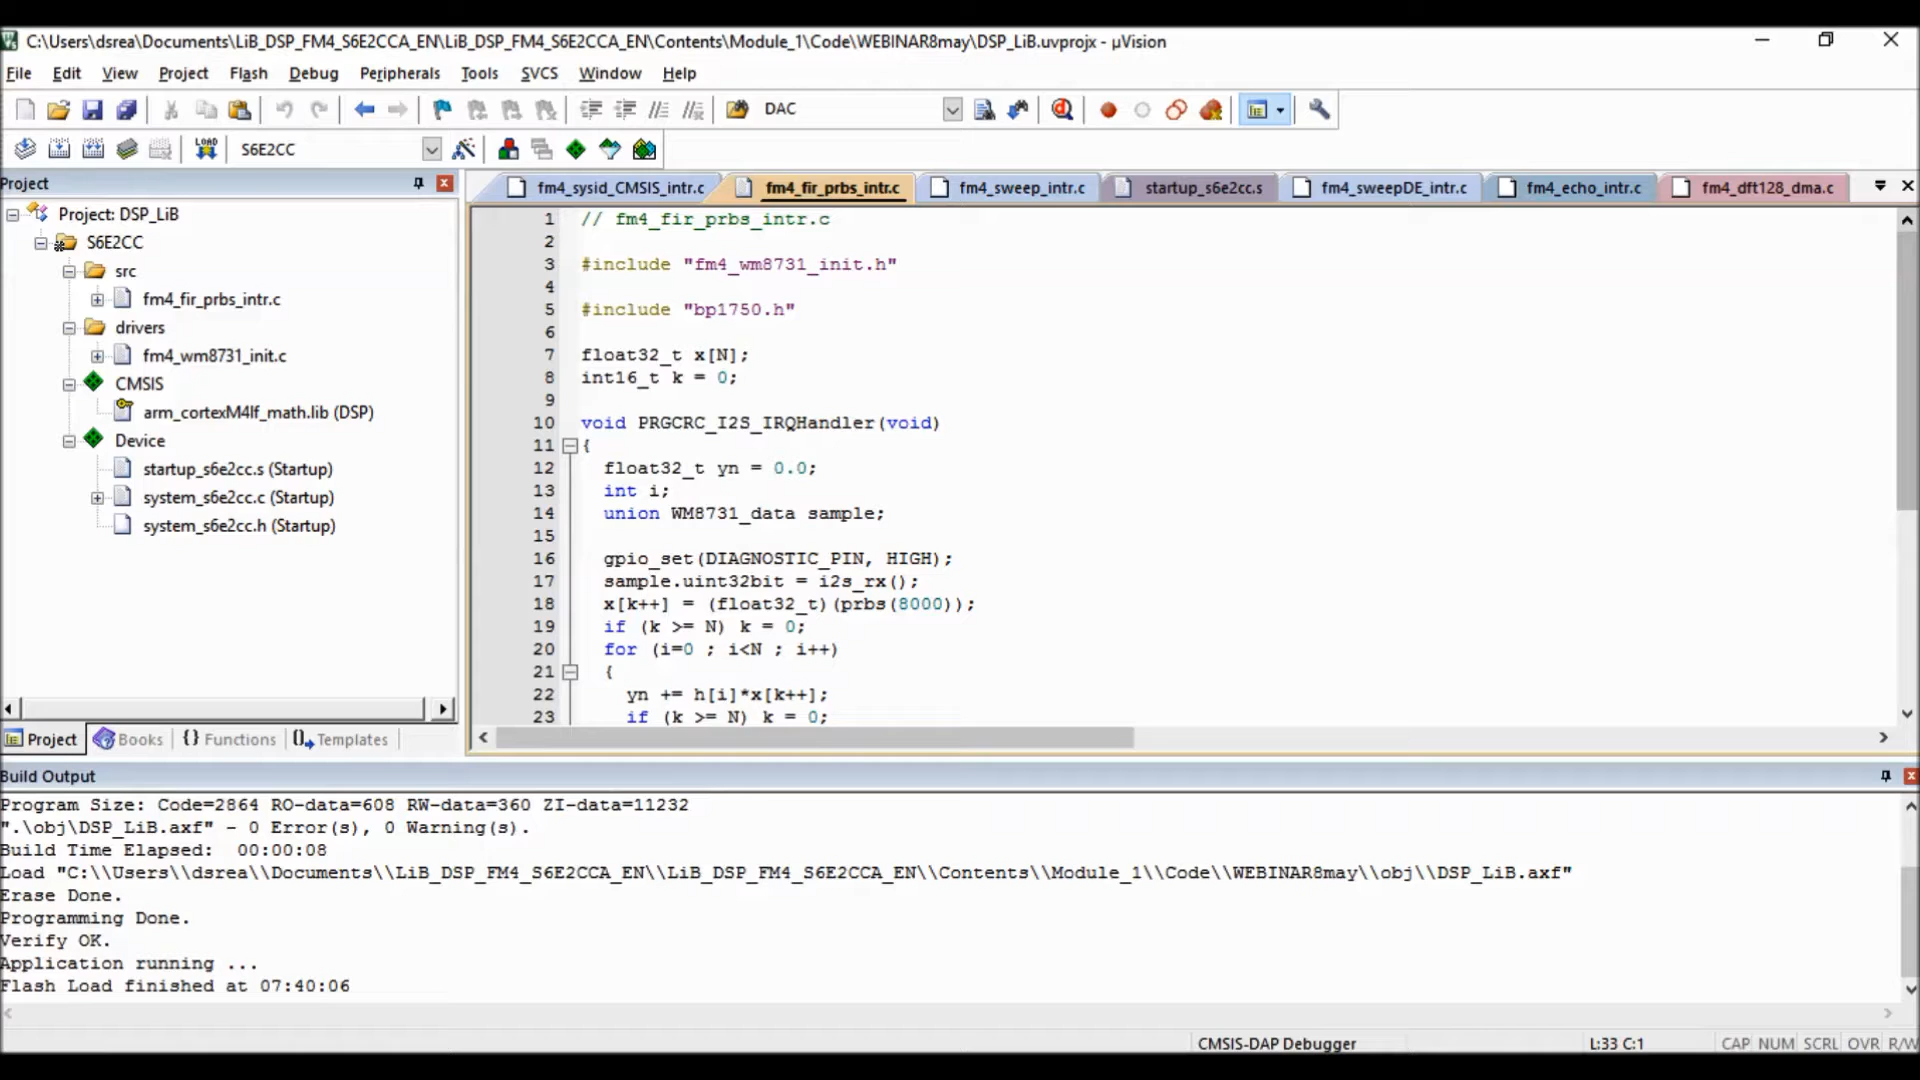 C:\Users\dsrea\Documents\LiB_DSP_FM4_S6E2CCA_EN\LiB_DSP_FM4_S6E2CCA_EN\Contents\Module_1\Code\WEBINAR8may\DSP_LiB.uvprojx - µVision
File Edit View Project Flash Debug Peripherals Tools SVCS Window Help
DAC
LOAD S6E2CC
Project
fm4_sysid_CMSIS_intr.c fm4_fir_prbs_intr.c fm4_sweep_intr.c startup_s6e2cc.s fm4_sweepDE_intr.c fm4_echo_intr.c fm4_dft128_dma.c
Project: DSP_LiB
S6E2CC
src
fm4_fir_prbs_intr.c
drivers
fm4_wm8731_init.c
CMSIS
arm_cortexM4lf_math.lib (DSP)
Device
startup_s6e2cc.s (Startup)
system_s6e2cc.c (Startup)
system_s6e2cc.h (Startup)
Project Books {} Functions Templates
1 // fm4_fir_prbs_intr.c
2
3 #include "fm4_wm8731_init.h"
4
5 #include "bp1750.h"
6
7 float32_t x[N];
8 int16_t k = 0;
9
10 void PRGCRC_I2S_IRQHandler(void)
11 {
12 float32_t yn = 0.0;
13 int i;
14 union WM8731_data sample;
15
16 gpio_set(DIAGNOSTIC_PIN, HIGH);
17 sample.uint32bit = i2s_rx();
18 x[k++] = (float32_t)(prbs(8000));
19 if (k >= N) k = 0;
20 for (i=0 ; i<N ; i++)
21 {
22 yn += h[i]*x[k++];
23 if (k >= N) k = 0;
Build Output
Program Size: Code=2864 RO-data=608 RW-data=360 ZI-data=11232
".\obj\DSP_LiB.axf" - 0 Error(s), 0 Warning(s).
Build Time Elapsed: 00:00:08
Load "C:\\Users\\dsrea\\Documents\\LiB_DSP_FM4_S6E2CCA_EN\\LiB_DSP_FM4_S6E2CCA_EN\\Contents\\Module_1\\Code\\WEBINAR8may\\obj\\DSP_LiB.axf"
Erase Done.
Programming Done.
Verify OK.
Application running ...
Flash Load finished at 07:40:06
CMSIS-DAP Debugger L:33 C:1 CAP NUM SCRL OVR R/W